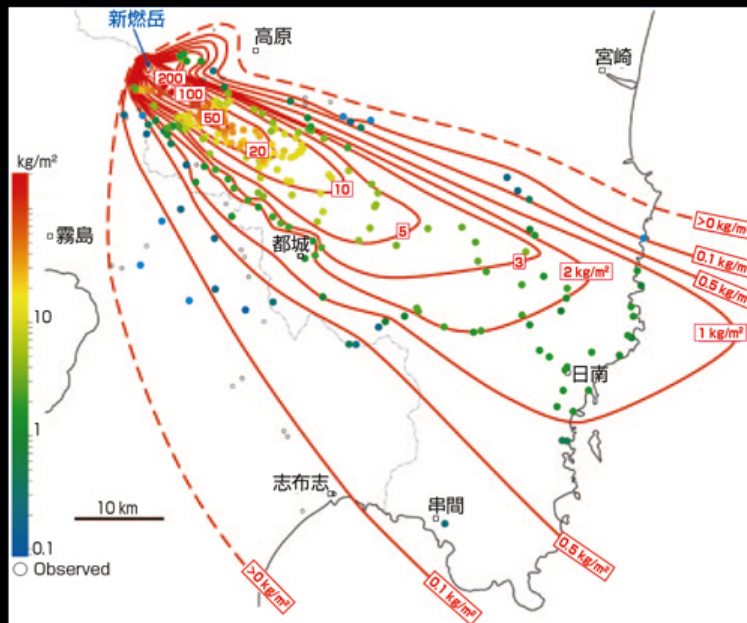 新燃岳
高原
宮崎
200
100
50
20
10
5
3
2 kg/m²
>0 kg/m²
0.1 kg/m²
0.5 kg/m²
1 kg/m²
kg/m²
霧島
都城
10
1
0.1
Observed
日南
志布志
串間
10 km
>0 kg/m²
0.1 kg/m²
0.5 kg/m²